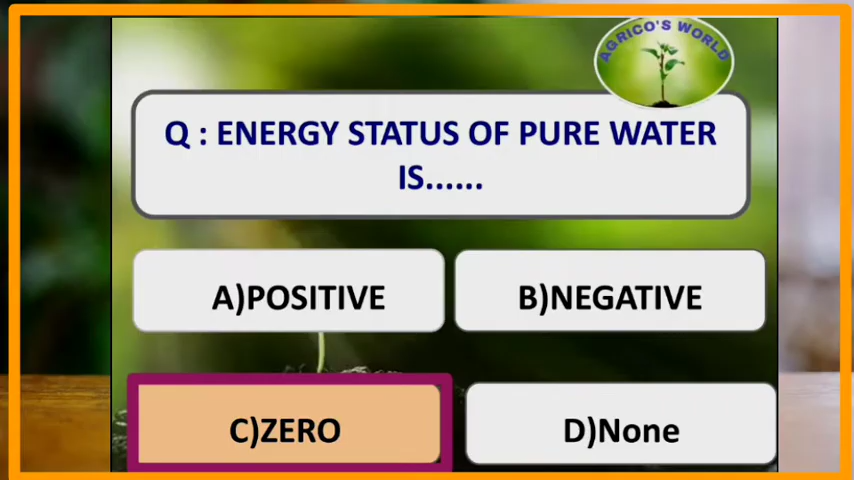 AGRICO'S WORLD
Q : ENERGY STATUS OF PURE WATER
IS......
A)POSITIVE
B)NEGATIVE
C)ZERO
D)None